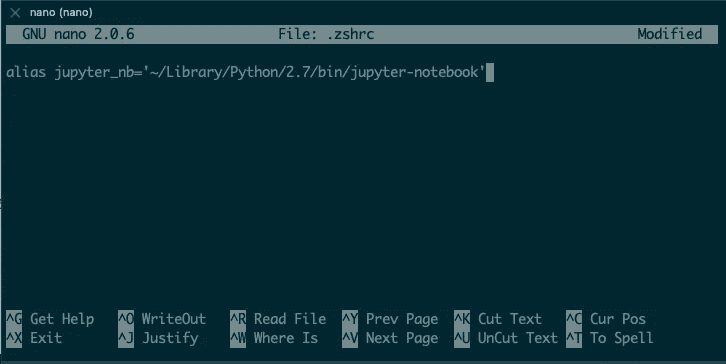 nano (nano)
GNU nano 2.0.6 File: .zshrc Modified
alias jupyter_nb='~/Library/Python/2.7/bin/jupyter-notebook'
^G Get Help ^O WriteOut ^R Read File ^Y Prev Page ^K Cut Text ^C Cur Pos
^X Exit ^J Justify ^W Where Is ^V Next Page ^U UnCut Text ^T To Spell